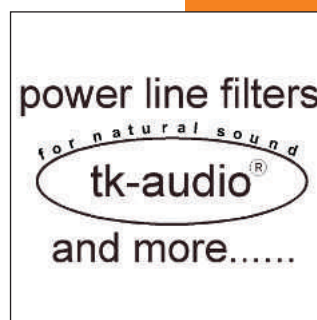 power line filters
for natural sound
tk-audio®
and more......